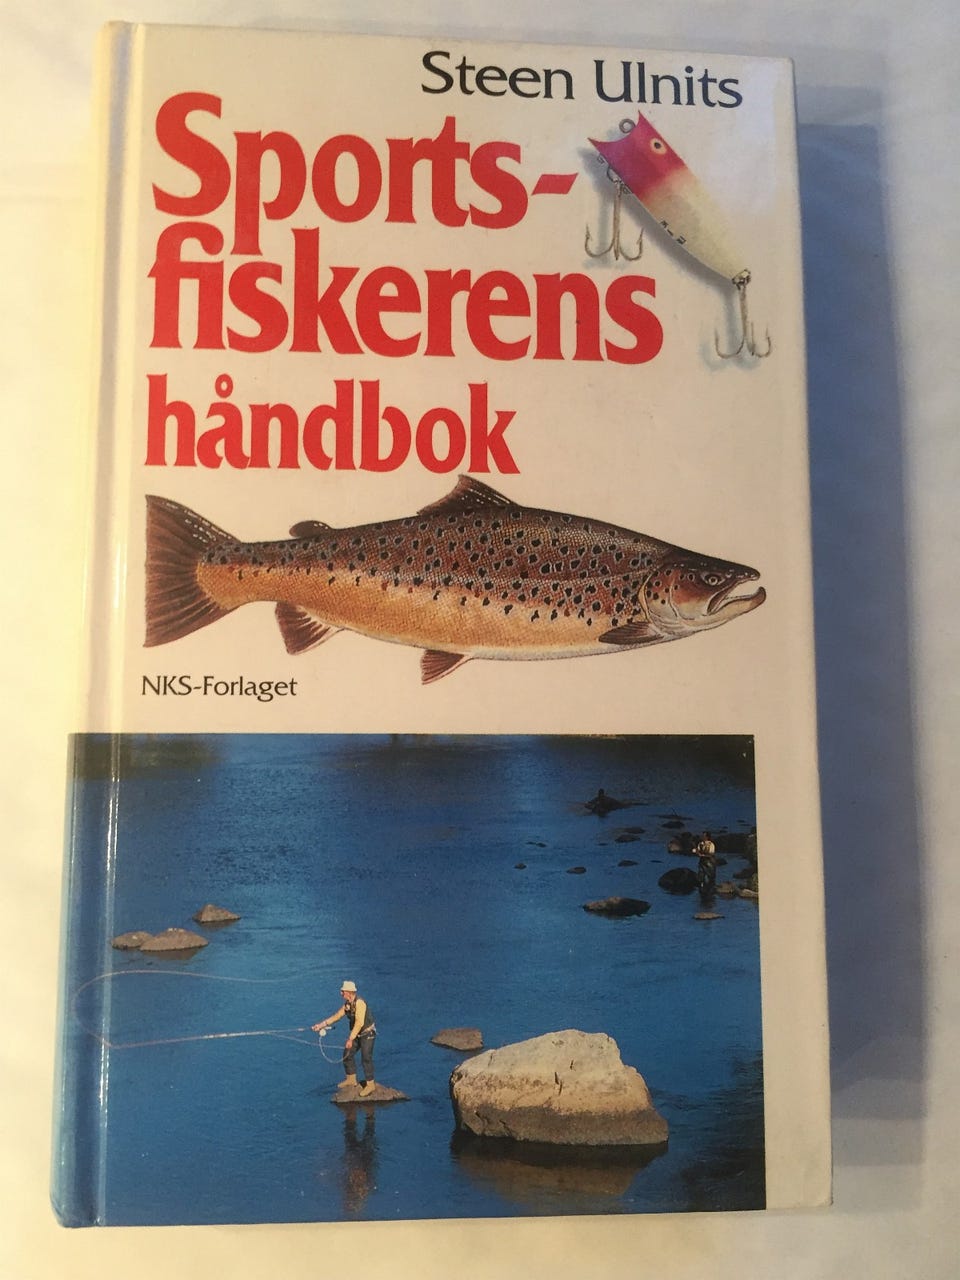 Steen Ulnits
Sports-
fiskerens
håndbok
NKS-Forlaget